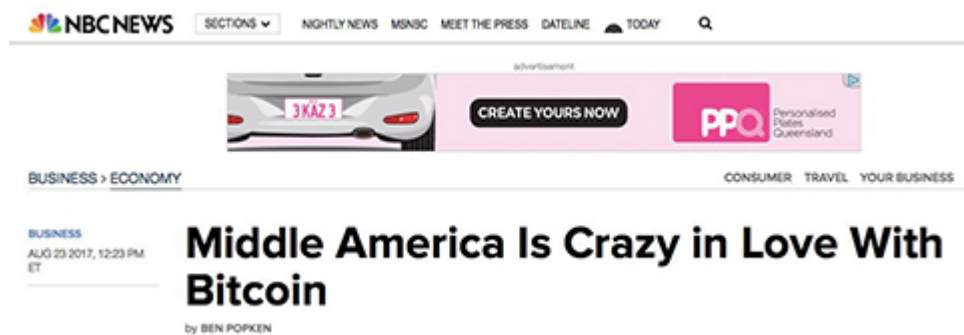 NBCNEWS SECTIONS NIGHTLY NEWS MSNBC MEET THE PRESS DATELINE TODAY
advertisement
3KAZ3 CREATE YOURS NOW PPQ Personalised
Plates
Queensland
BUSINESS > ECONOMY CONSUMER TRAVEL YOUR BUSINESS
BUSINESS
AUG 23 2017, 12:23 PM
ET
Middle America Is Crazy in Love With
Bitcoin
by BEN POPKEN